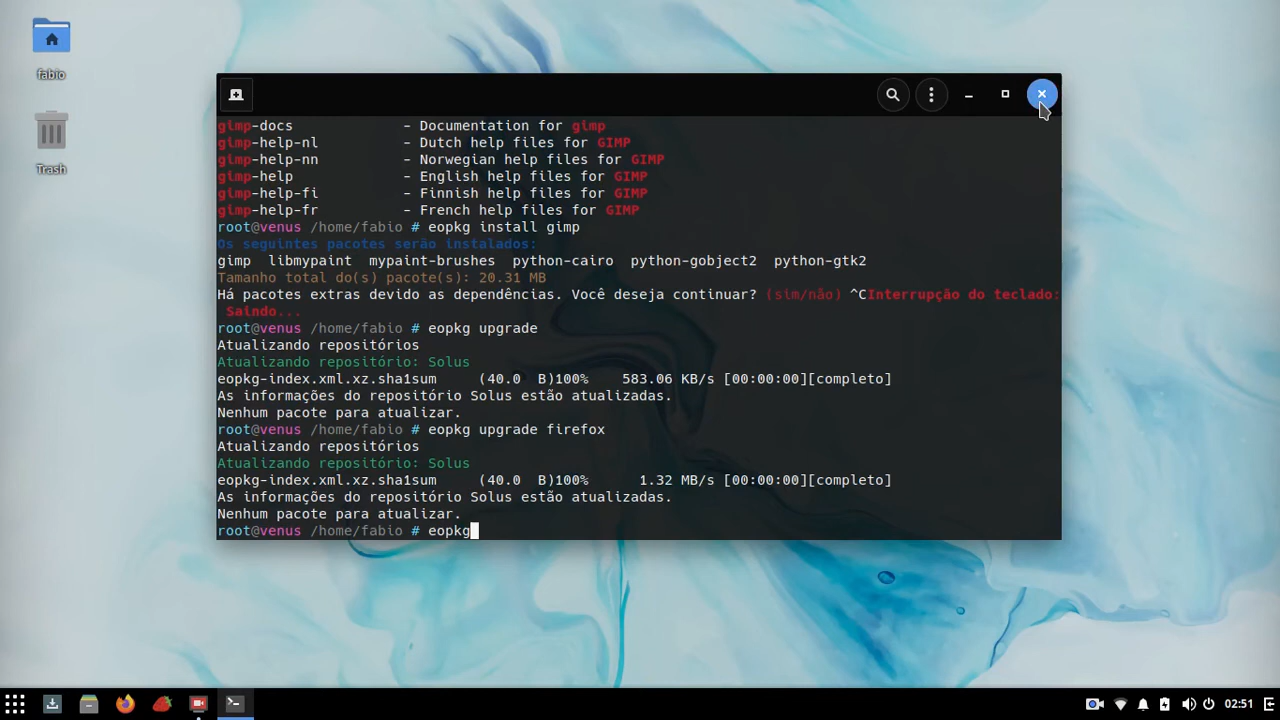 fabio
Trash
gimp-docs - Documentation for gimp
gimp-help-nl - Dutch help files for GIMP
gimp-help-nn - Norwegian help files for GIMP
gimp-help - English help files for GIMP
gimp-help-fi - Finnish help files for GIMP
gimp-help-fr - French help files for GIMP
root@venus /home/fabio # eopkg install gimp
Os seguintes pacotes serão instalados:
gimp libmypaint mypaint-brushes python-cairo python-gobject2 python-gtk2
Tamanho total do(s) pacote(s): 20.31 MB
Há pacotes extras devido as dependências. Você deseja continuar? (sim/não) ^CInterrupção do teclado:
Saindo...
root@venus /home/fabio # eopkg upgrade
Atualizando repositórios
Atualizando repositório: Solus
eopkg-index.xml.xz.sha1sum (40.0 B)100% 583.06 KB/s [00:00:00][completo]
As informações do repositório Solus estão atualizadas.
Nenhum pacote para atualizar.
root@venus /home/fabio # eopkg upgrade firefox
Atualizando repositórios
Atualizando repositório: Solus
eopkg-index.xml.xz.sha1sum (40.0 B)100% 1.32 MB/s [00:00:00][completo]
As informações do repositório Solus estão atualizadas.
Nenhum pacote para atualizar.
root@venus /home/fabio # eopkg
02:51